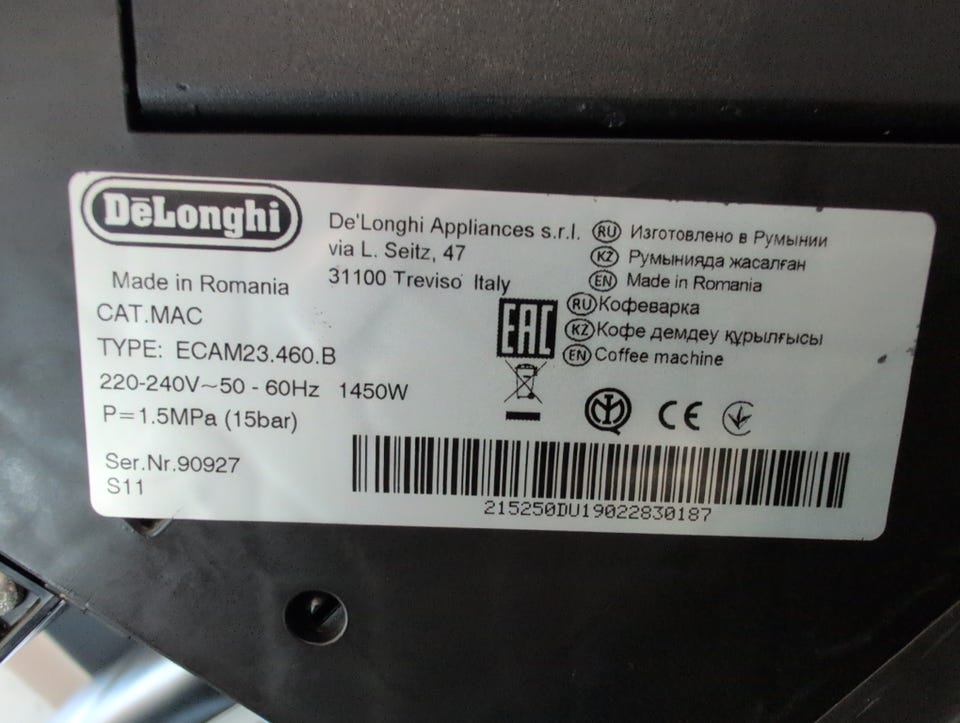 DēLonghi
Made in Romania
CAT.MAC
TYPE: ECAM23.460.B
220-240V~50 - 60Hz 1450W
P=1.5MPa (15bar)
Ser.Nr.90927
S11
De'Longhi Appliances s.r.l.
via L. Seitz, 47
31100 Treviso Italy
RU Изготовлено в Румынии
KZ Румынияда жасалған
EN Made in Romania
RU Кофеварка
KZ Кофе демдеу құрылғысы
EN Coffee machine
EAC
CE
215250DU19022830187